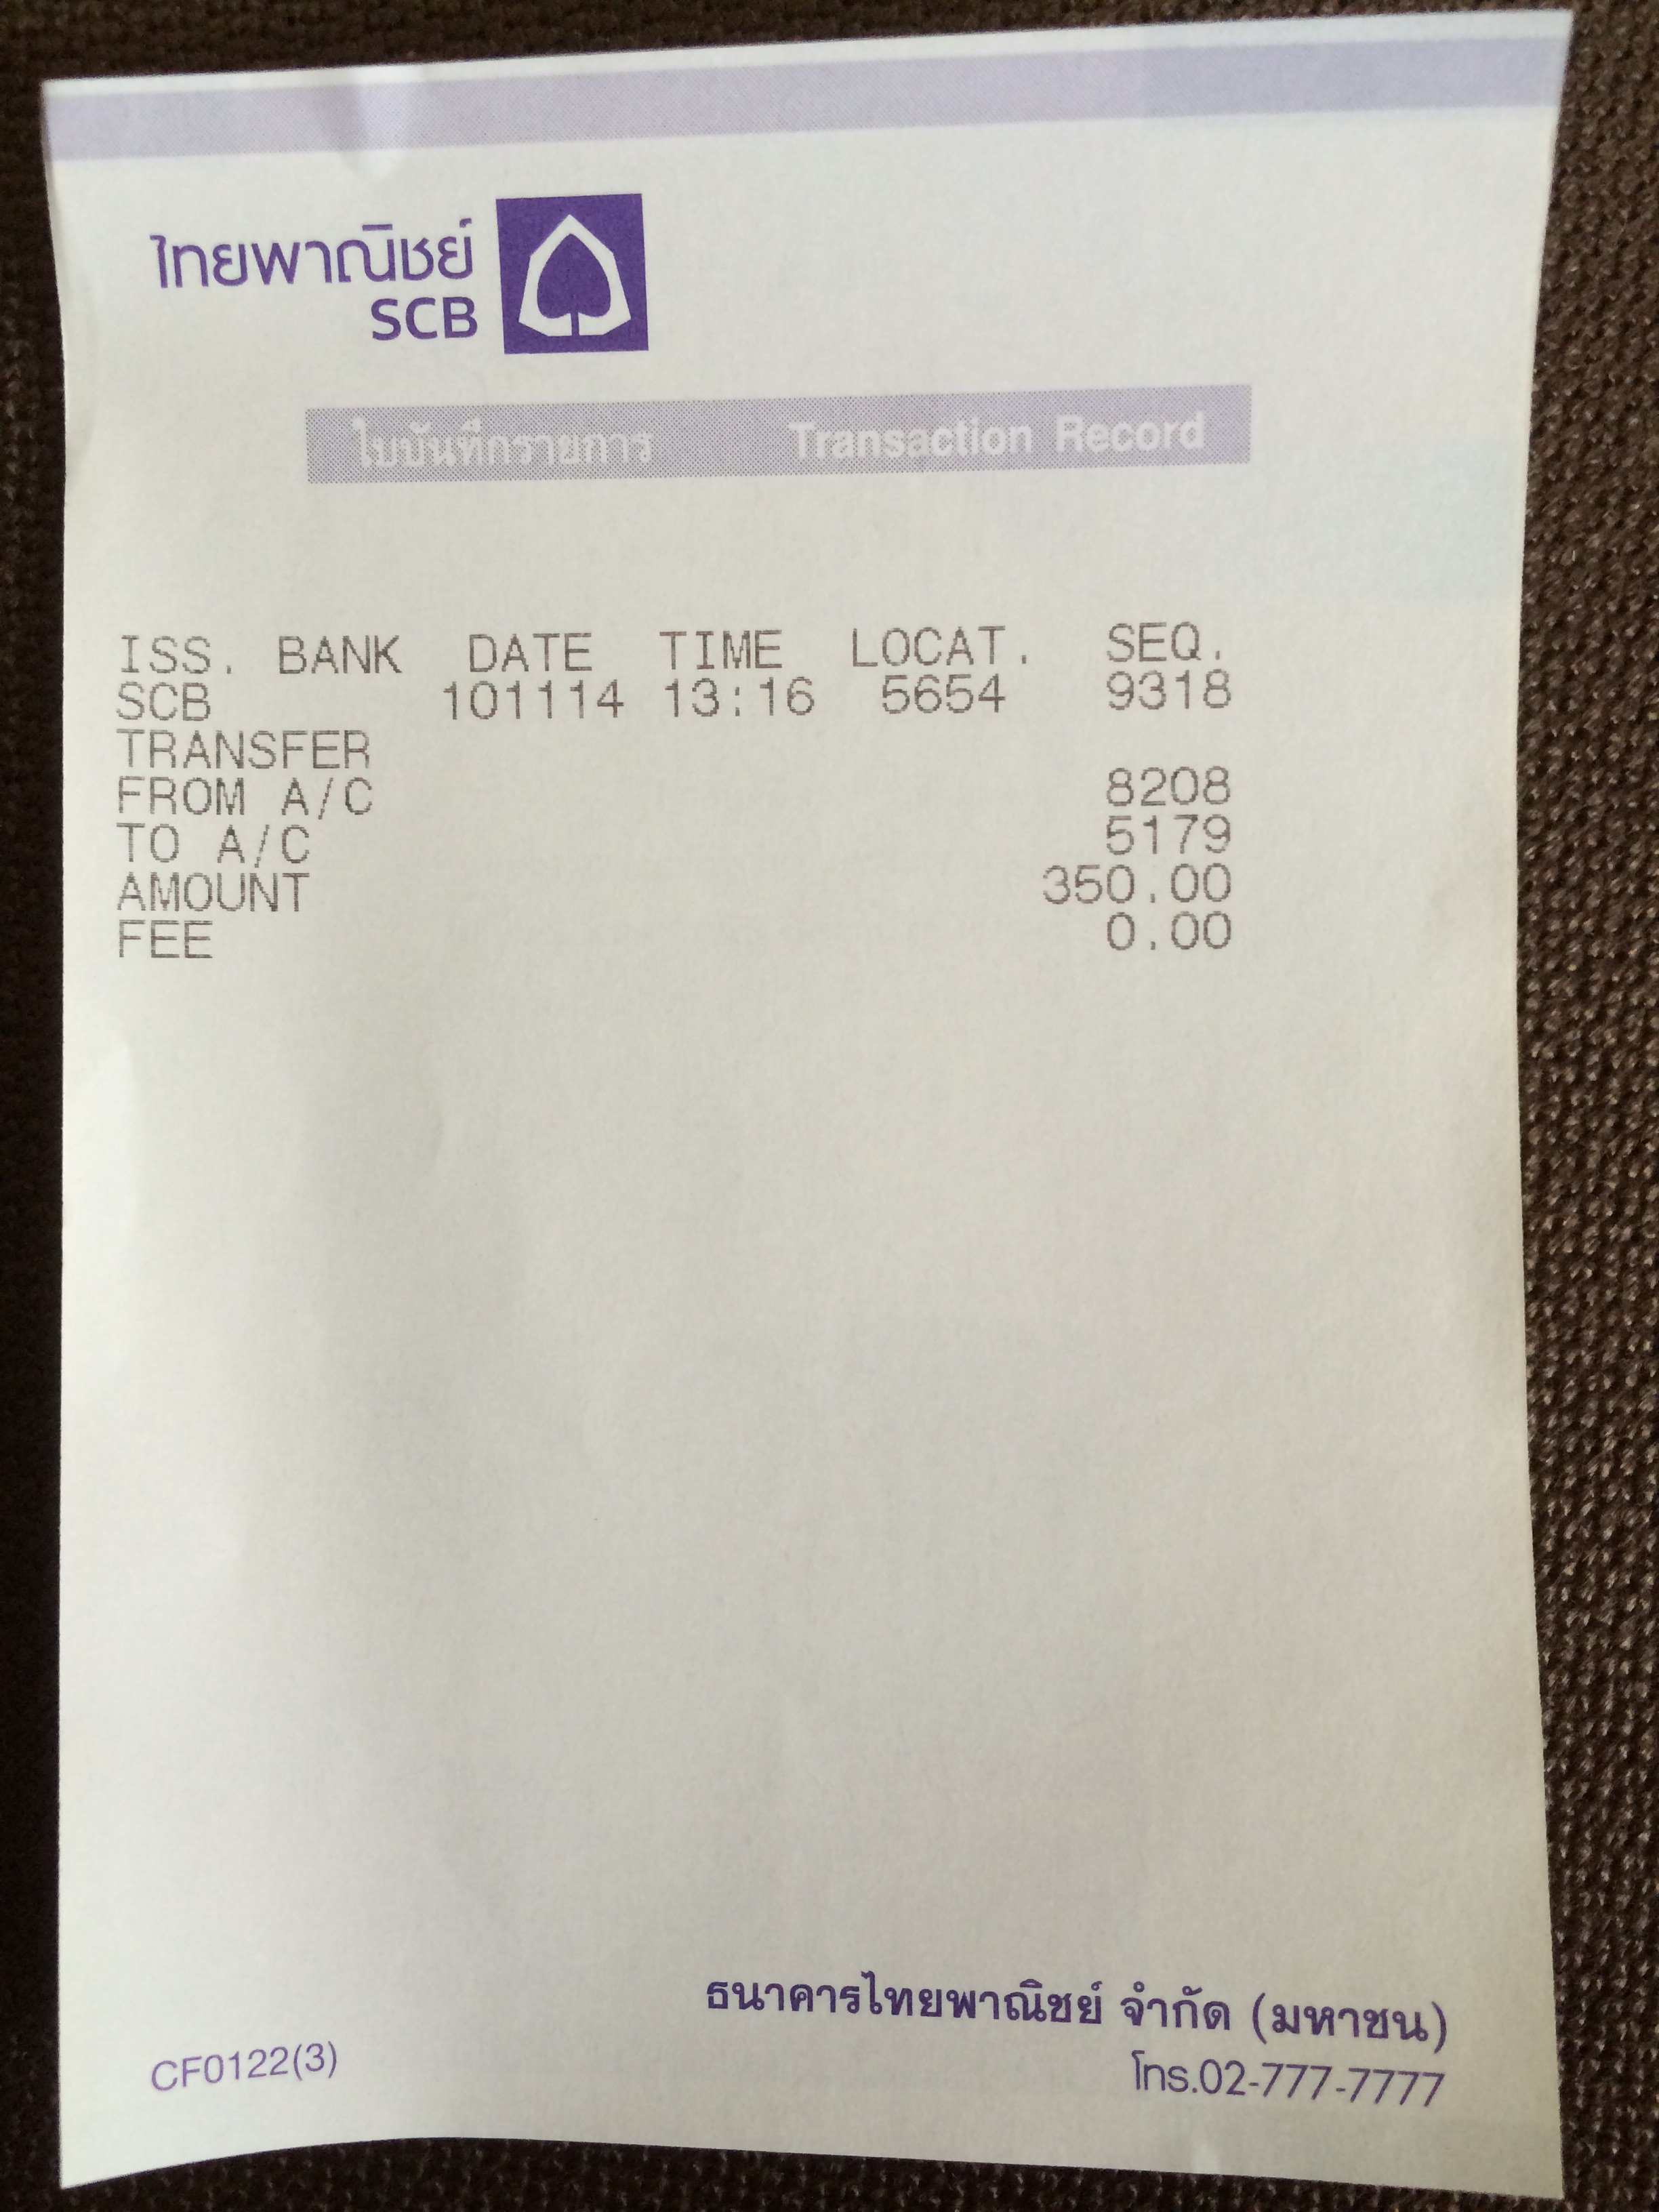 ไทยพาณิชย์
SCB
ใบบันทึกรายการ Transaction Record
ISS. BANK DATE TIME LOCAT. SEQ.
SCB 101114 13:16 5654 9318
TRANSFER
FROM A/C 8208
TO A/C 5179
AMOUNT 350.00
FEE 0.00
ธนาคารไทยพาณิชย์ จำกัด (มหาชน)
CF0122(3) โทร.02-777-7777